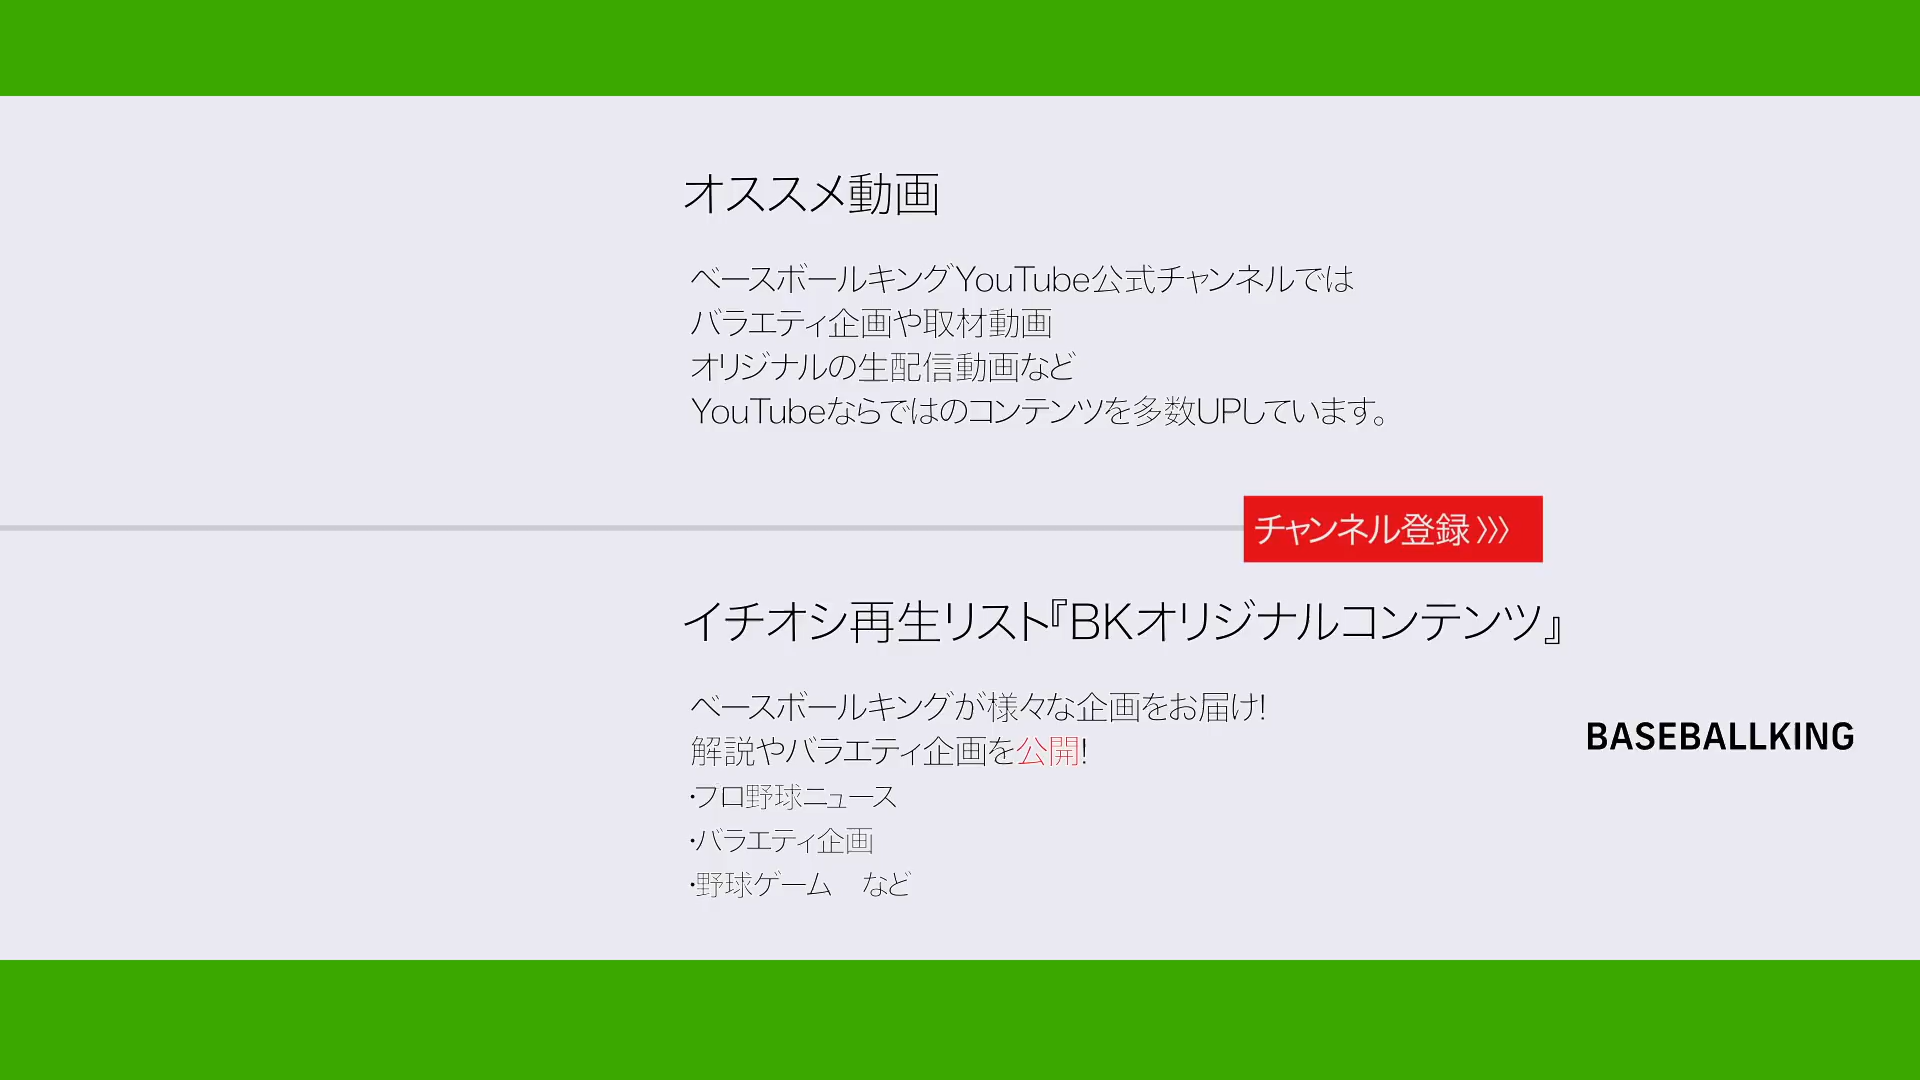 オススメ動画
ベースボールキングYouTube公式チャンネルでは
バラエティ企画や取材動画
オリジナルの生配信動画など
YouTubeならではのコンテンツを多数UPしています。
チャンネル登録 》》
イチオシ再生リスト『BKオリジナルコンテンツ』
ベースボールキングが様々な企画をお届け!
解説やバラエティ企画を公開!
・プロ野球ニュース
・バラエティ企画
・野球ゲーム　など
BASEBALLKING